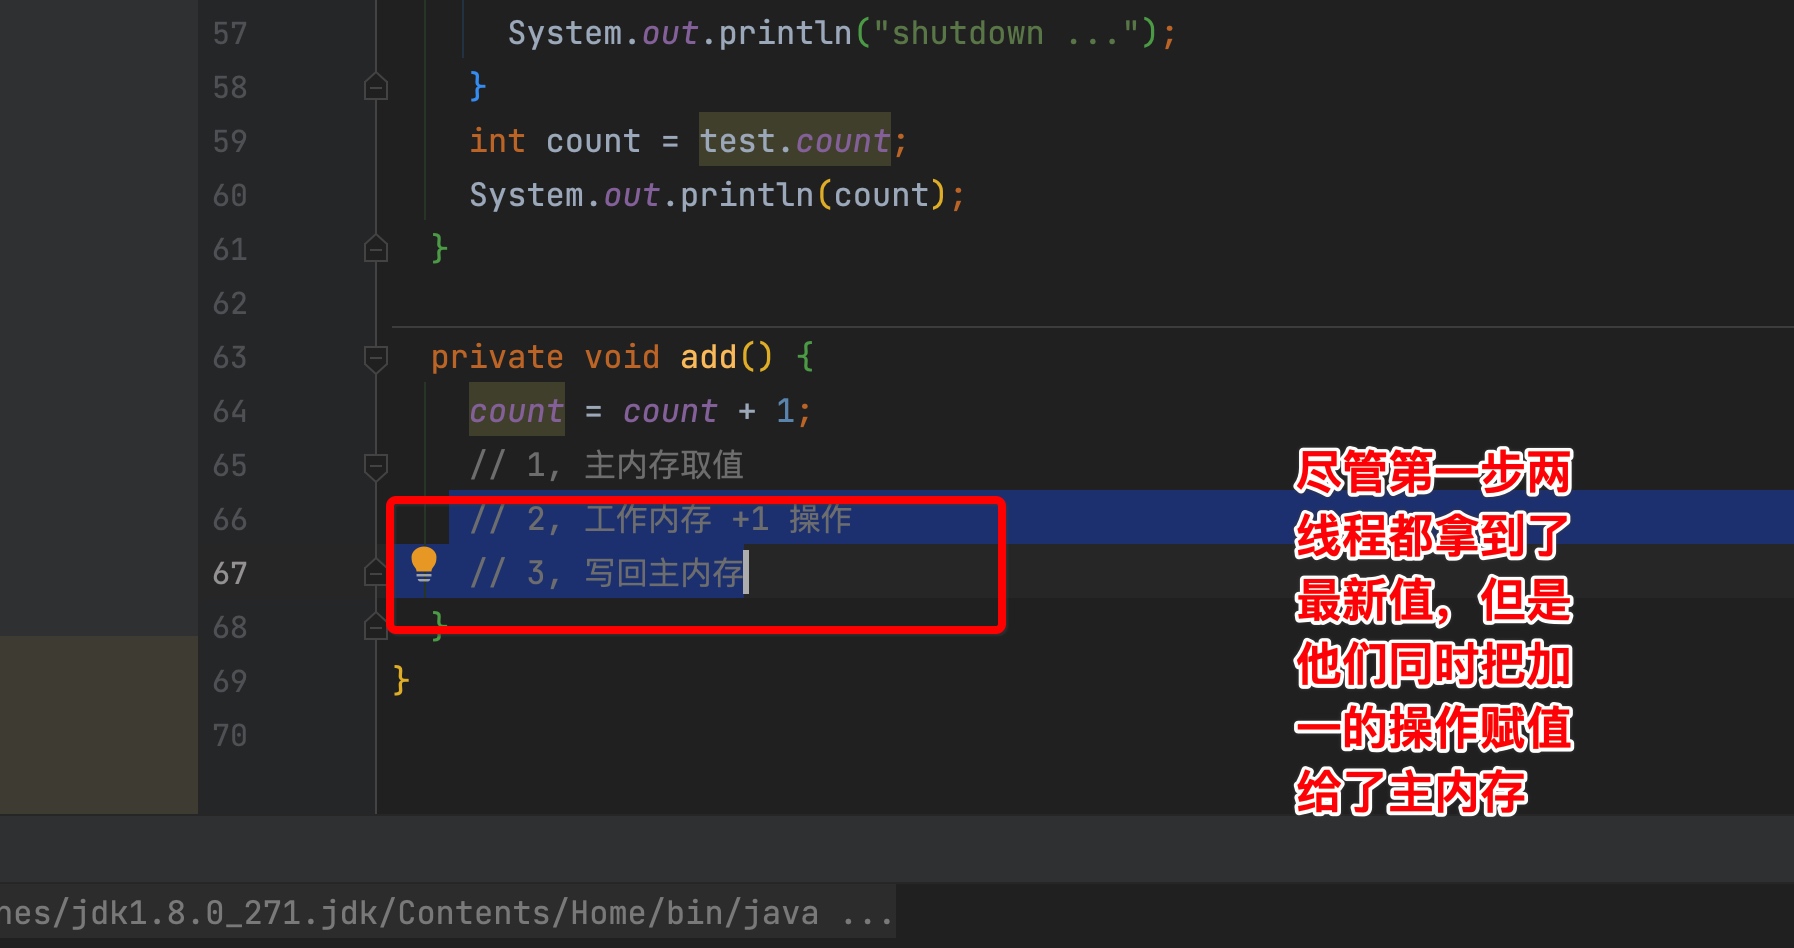 57 System.out.println("shutdown ...");
58 }
59 int count = test.count;
60 System.out.println(count);
61 }
62
63 private void add() {
64 count = count + 1;
65 // 1, 主内存取值
66 // 2, 工作内存 +1 操作
67 // 3, 写回主内存
68 }
69 }
70
尽管第一步两
线程都拿到了
最新值，但是
他们同时把加
一的操作赋值
给了主内存
nes/jdk1.8.0_271.jdk/Contents/Home/bin/java ...